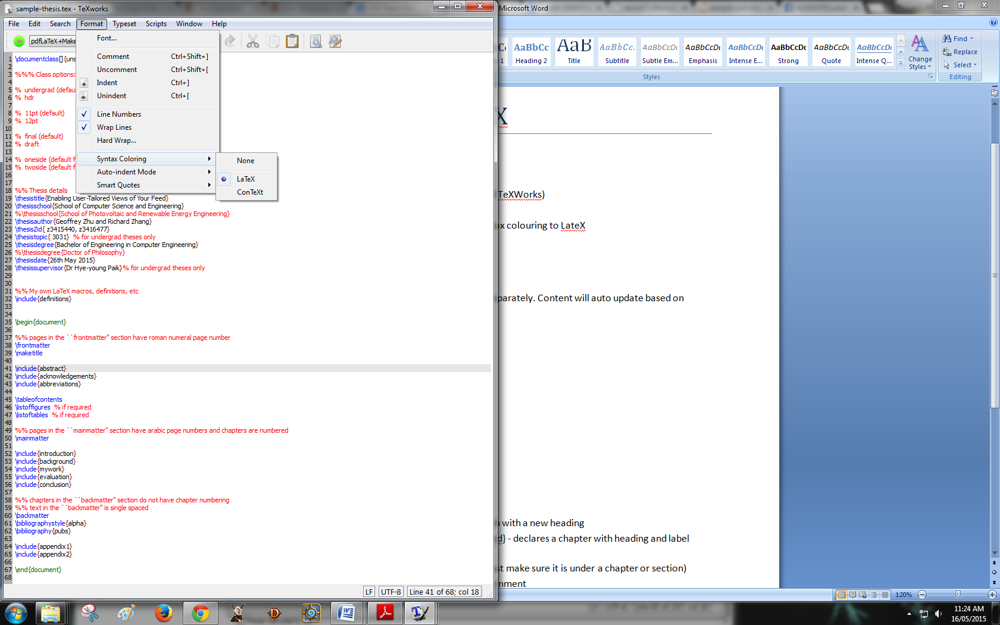 sample-thesis.tex - TeXworks
File Edit Search Format Typeset Scripts Window Help
pdfLaTeX+Make
Font...
Comment Ctrl+Shift+]
Uncomment Ctrl+Shift+[
Indent Ctrl+]
Unindent Ctrl+[
Line Numbers
Wrap Lines
Hard Wrap...
Syntax Coloring
Auto-indent Mode
Smart Quotes
None
LaTeX
ConTeXt
1 \documentclass[]{uns
2
3 %%% Class options:
4
5 % undergrad (defau
6 % hdr
7
8 % 11pt (default)
9 % 12pt
10
11 % final (default)
12 % draft
13
14 % oneside (default f
15 % twoside (default f
16
17
18 %% Thesis details
19 \thesistitle{Enabling User-Tailored Views of Your Feed}
20 \thesisschool{School of Computer Science and Engineering}
21 %\thesisschool{School of Photovoltaic and Renewable Energy Engineering}
22 \thesisauthor{Geoffrey Zhu and Richard Zhang}
23 \thesisZid{ z3415440, z3416477}
24 \thesistopic{ 3031} % for undergrad theses only
25 \thesisdegree{Bachelor of Engineering in Computer Engineering}
26 %\thesisdegree{Doctor of Philosophy}
27 \thesisdate{26th May 2015}
28 \thesissupervisor{Dr Hye-young Paik}% for undergrad theses only
29
30
31 %% My own LaTeX macros, definitions, etc
32 \include{definitions}
33
34
35 \begin{document}
36
37 %% pages in the ``frontmatter'' section have roman numeral page number
38 \frontmatter
39 \maketitle
40
41 \include{abstract}
42 \include{acknowledgements}
43 \include{abbreviations}
44
45 \tableofcontents
46 \listoffigures % if required
47 \listoftables % if required
48
49 %% pages in the ``mainmatter'' section have arabic page numbers and chapters are numbered
50 \mainmatter
51
52 \include{introduction}
53 \include{background}
54 \include{mywork}
55 \include{evaluation}
56 \include{conclusion}
57
58 %% chapters in the ``backmatter'' section do not have chapter numbering
59 %% text in the ``backmatter'' is single spaced
60 \backmatter
61 \bibliographystyle{alpha}
62 \bibliography{pubs}
63
64 \include{appendix1}
65 \include{appendix2}
66
67 \end{document}
68
LF UTF-8 Line 41 of 68; col 18
Microsoft Word
AaBbCc AaB AaBbCc. AaBbCcDc AaBbCcDc AaBbCcDc AaBbCcDc AaBbCcDc AaBbCcDc
1 Heading 2 Title Subtitle Subtle Em... Emphasis Intense E... Strong Quote Intense Q...
Change Styles
Find
Replace
Select
Styles
Editing
X
TeXWorks)
x colouring to LateX
parately. Content will auto update based on
with a new heading
d} - declares a chapter with heading and label
st make sure it is under a chapter or section)
mment
120%
11:24 AM
16/05/2015